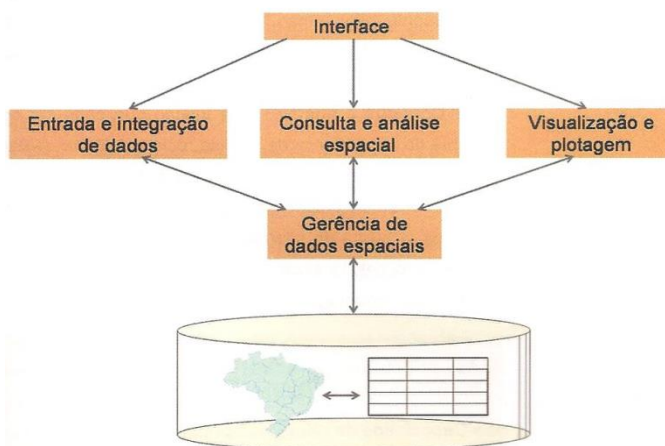 Interface
Entrada e integração
de dados
Consulta e análise
espacial
Visualização e
plotagem
Gerência de
dados espaciais